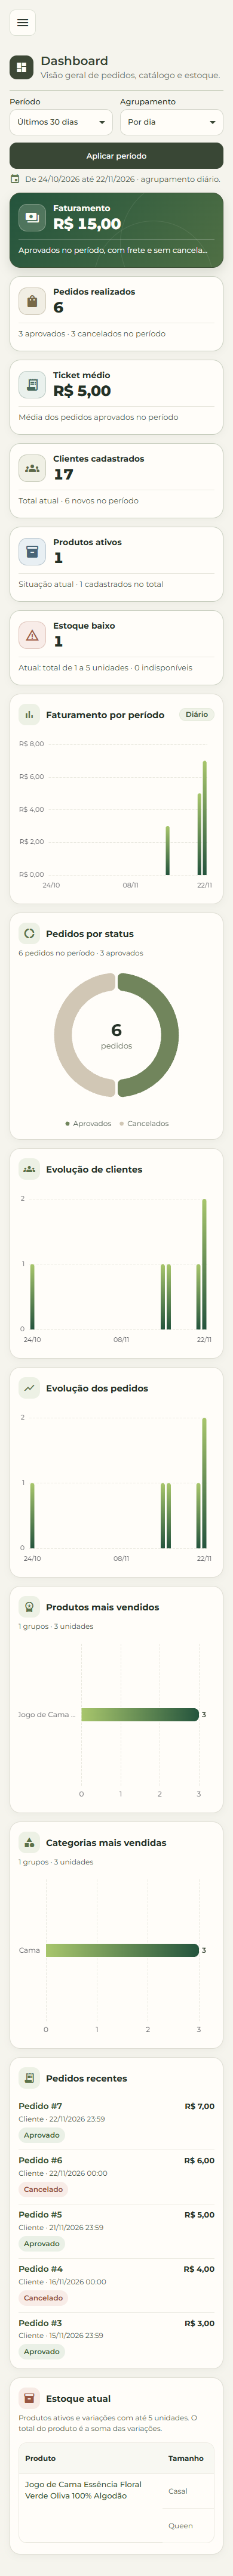 Dashboard
Visão geral de pedidos, catálogo e estoque.
Período
Agrupamento
Últimos 30 dias
Por dia
Aplicar período
De 24/10/2026 até 22/11/2026 · agrupamento diário.
Faturamento
R$ 15,00
Aprovados no período, com frete e sem cancela...
Pedidos realizados
6
3 aprovados · 3 cancelados no período
Ticket médio
R$ 5,00
Média dos pedidos aprovados no período
Clientes cadastrados
17
Total atual · 6 novos no período
Produtos ativos
1
Situação atual · 1 cadastrados no total
Estoque baixo
1
Atual: total de 1 a 5 unidades · 0 indisponíveis
Faturamento por período
Diário
R$ 8,00
R$ 6,00
R$ 4,00
R$ 2,00
R$ 0,00
24/10
08/11
22/11
Pedidos por status
6 pedidos no período · 3 aprovados
6
pedidos
Aprovados
Cancelados
Evolução de clientes
2
1
0
24/10
08/11
22/11
Evolução dos pedidos
2
1
0
24/10
08/11
22/11
Produtos mais vendidos
1 grupos · 3 unidades
Jogo de Cama ...
3
0
1
2
3
Categorias mais vendidas
1 grupos · 3 unidades
Cama
3
0
1
2
3
Pedidos recentes
Pedido #7
R$ 7,00
Cliente · 22/11/2026 23:59
Aprovado
Pedido #6
R$ 6,00
Cliente · 22/11/2026 00:00
Cancelado
Pedido #5
R$ 5,00
Cliente · 21/11/2026 23:59
Aprovado
Pedido #4
R$ 4,00
Cliente · 16/11/2026 00:00
Cancelado
Pedido #3
R$ 3,00
Cliente · 15/11/2026 23:59
Aprovado
Estoque atual
Produtos ativos e variações com até 5 unidades. O
total do produto é a soma das variações.
Produto
Tamanho
Jogo de Cama Essência Floral
Verde Oliva 100% Algodão
Casal
Queen